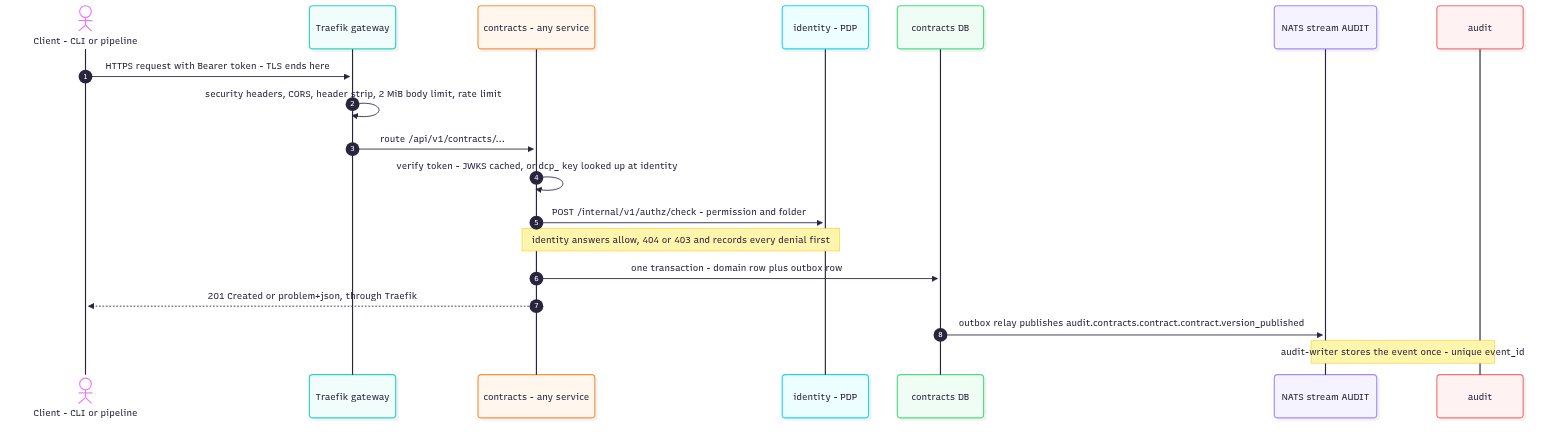 Client - CLI or pipeline
Traefik gateway
contracts - any service
identity - PDP
contracts DB
NATS stream AUDIT
audit
1
HTTPS request with Bearer token - TLS ends here
2
security headers, CORS, header strip, 2 MiB body limit, rate limit
3
route /api/v1/contracts/...
4
verify token - JWKS cached, or dcp_ key looked up at identity
5
POST /internal/v1/authz/check - permission and folder
identity answers allow, 404 or 403 and records every denial first
6
one transaction - domain row plus outbox row
7
201 Created or problem+json, through Traefik
8
outbox relay publishes audit.contracts.contract.contract.version_published
audit-writer stores the event once - unique event_id
Client - CLI or pipeline
Traefik gateway
contracts - any service
identity - PDP
contracts DB
NATS stream AUDIT
audit